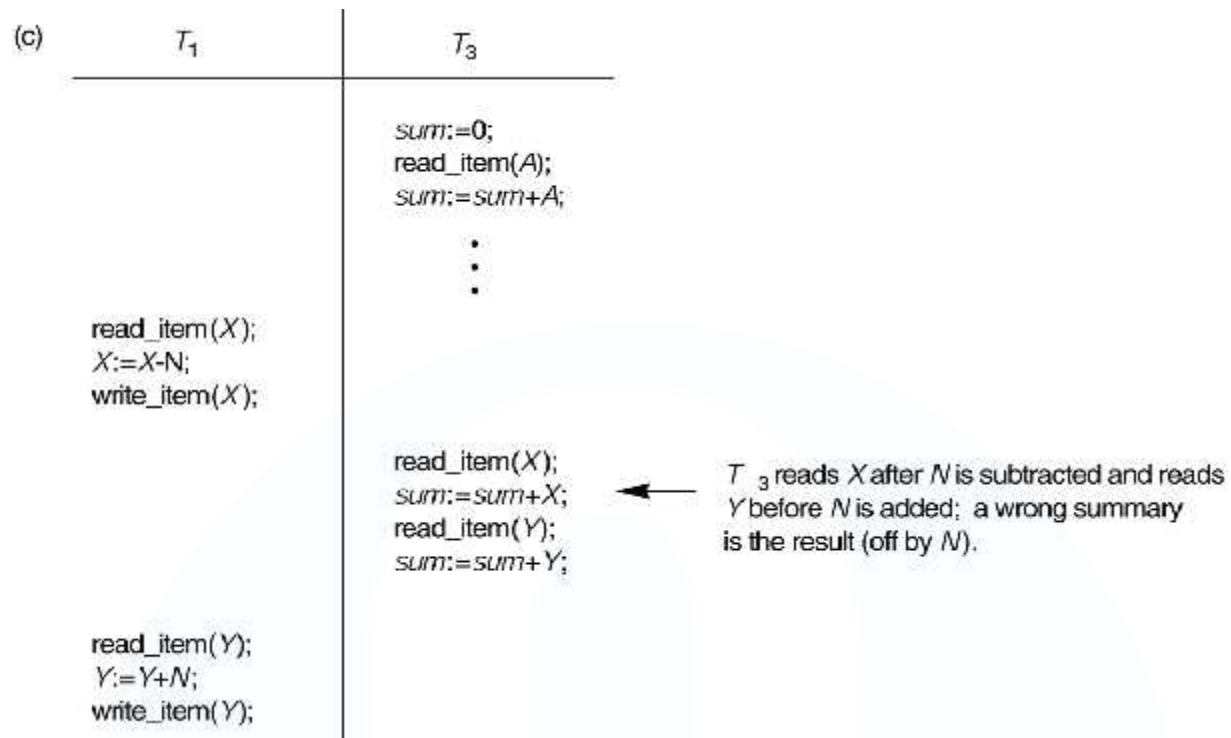 (c)
T1
T3
sum:=0;
read_item(A);
sum:=sum+A;
read_item(X);
X:=X-N;
write_item(X);
read_item(X);
sum:=sum+X;
read_item(Y);
sum:=sum+Y;
T 3 reads X after N is subtracted and reads
Y before N is added; a wrong summary
is the result (off by N).
read_item(Y);
Y:=Y+N;
write_item(Y);